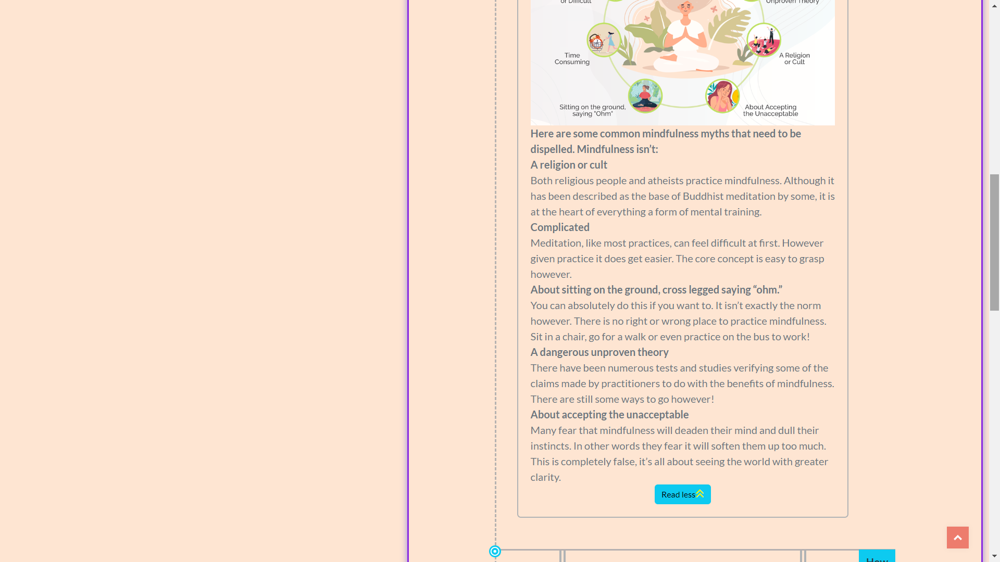 or Difficult
Unproven Theory
Time
Consuming
A Religion
or Cult
Sitting on the ground,
saying "Ohm"
About Accepting
the Unacceptable
Here are some common mindfulness myths that need to be
dispelled. Mindfulness isn’t:
A religion or cult
Both religious people and atheists practice mindfulness. Although it
has been described as the base of Buddhist meditation by some, it is
at the heart of everything a form of mental training.
Complicated
Meditation, like most practices, can feel difficult at first. However
given practice it does get easier. The core concept is easy to grasp
however.
About sitting on the ground, cross legged saying “ohm.”
You can absolutely do this if you want to. It isn’t exactly the norm
however. There is no right or wrong place to practice mindfulness.
Sit in a chair, go for a walk or even practice on the bus to work!
A dangerous unproven theory
There have been numerous tests and studies verifying some of the
claims made by practitioners to do with the benefits of mindfulness.
There are still some ways to go however!
About accepting the unacceptable
Many fear that mindfulness will deaden their mind and dull their
instincts. In other words they fear it will soften them up too much.
This is completely false, it’s all about seeing the world with greater
clarity.
Read less
How